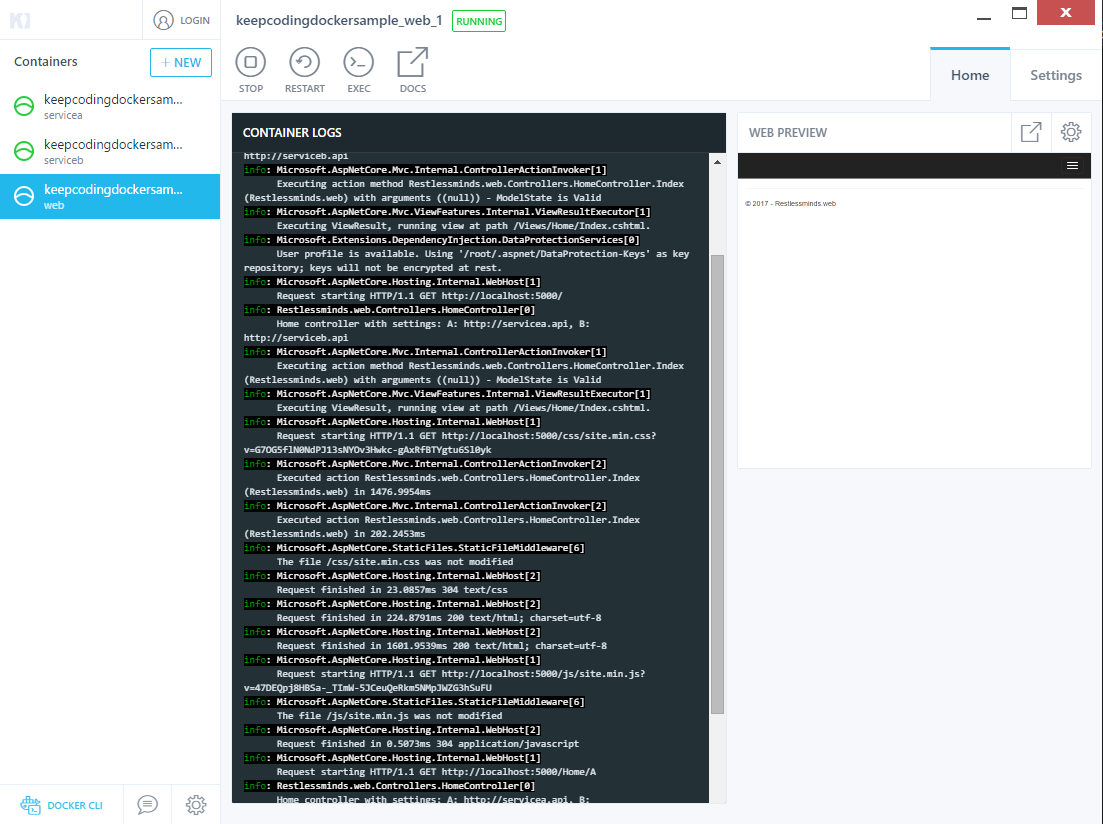 LOGIN
keepcodingdockersample_web_1
RUNNING
Containers
+ NEW
STOP
RESTART
EXEC
DOCS
Home
Settings
keepcodingdockersam...
servicea
keepcodingdockersam...
serviceb
keepcodingdockersam...
web
CONTAINER LOGS
http://serviceb.api
info: Microsoft.AspNetCore.Mvc.Internal.ControllerActionInvoker[1]
Executing action method Restlessminds.web.Controllers.HomeController.Index
(Restlessminds.web) with arguments ((null)) - ModelState is Valid
info: Microsoft.AspNetCore.Mvc.ViewFeatures.Internal.ViewResultExecutor[1]
Executing ViewResult, running view at path /Views/Home/Index.cshtml.
info: Microsoft.Extensions.DependencyInjection.DataProtectionServices[0]
User profile is available. Using '/root/.aspnet/DataProtection-Keys' as key
repository; keys will not be encrypted at rest.
info: Microsoft.AspNetCore.Hosting.Internal.WebHost[1]
Request starting HTTP/1.1 GET http://localhost:5000/
info: Restlessminds.web.Controllers.HomeController[0]
Home controller with settings: A: http://servicea.api, B:
http://serviceb.api
info: Microsoft.AspNetCore.Mvc.Internal.ControllerActionInvoker[1]
Executing action method Restlessminds.web.Controllers.HomeController.Index
(Restlessminds.web) with arguments ((null)) - ModelState is Valid
info: Microsoft.AspNetCore.Mvc.ViewFeatures.Internal.ViewResultExecutor[1]
Executing ViewResult, running view at path /Views/Home/Index.cshtml.
info: Microsoft.AspNetCore.Hosting.Internal.WebHost[1]
Request starting HTTP/1.1 GET http://localhost:5000/css/site.min.css?
v=G7OG5flN0NdPJ13sNYOv3Hwkc-gAxRfBTYgtu6Sl0yk
info: Microsoft.AspNetCore.Mvc.Internal.ControllerActionInvoker[2]
Executed action Restlessminds.web.Controllers.HomeController.Index
(Restlessminds.web) in 1476.9954ms
info: Microsoft.AspNetCore.Mvc.Internal.ControllerActionInvoker[2]
Executed action Restlessminds.web.Controllers.HomeController.Index
(Restlessminds.web) in 202.2453ms
info: Microsoft.AspNetCore.StaticFiles.StaticFileMiddleware[6]
The file /css/site.min.css was not modified
info: Microsoft.AspNetCore.Hosting.Internal.WebHost[2]
Request finished in 23.0857ms 304 text/css
info: Microsoft.AspNetCore.Hosting.Internal.WebHost[2]
Request finished in 224.8791ms 200 text/html; charset=utf-8
info: Microsoft.AspNetCore.Hosting.Internal.WebHost[2]
Request finished in 1601.9539ms 200 text/html; charset=utf-8
info: Microsoft.AspNetCore.Hosting.Internal.WebHost[1]
Request starting HTTP/1.1 GET http://localhost:5000/js/site.min.js?
v=47DEQpj8HBSa-_TImW-5JCeuQeRkm5NMpJWZG3hSuFU
info: Microsoft.AspNetCore.StaticFiles.StaticFileMiddleware[6]
The file /js/site.min.js was not modified
info: Microsoft.AspNetCore.Hosting.Internal.WebHost[2]
Request finished in 0.5073ms 304 application/javascript
info: Microsoft.AspNetCore.Hosting.Internal.WebHost[1]
Request starting HTTP/1.1 GET http://localhost:5000/Home/A
info: Restlessminds.web.Controllers.HomeController[0]
Home controller with settings: A: http://servicea.api, B:
WEB PREVIEW
© 2017 - Restlessminds.web
DOCKER CLI